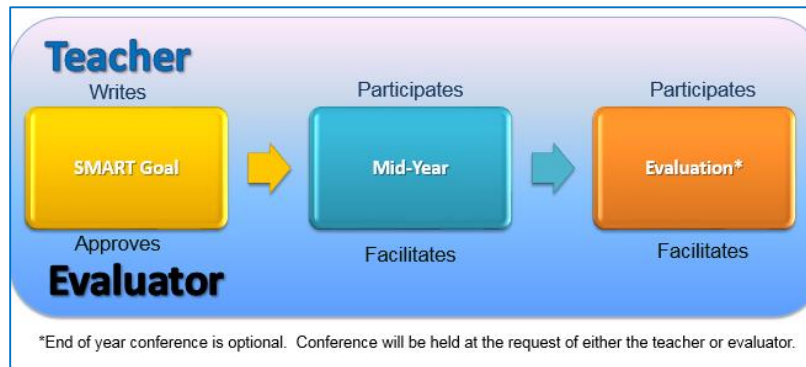 Teacher
Writes
Participates
Participates
SMART Goal
Mid-Year
Evaluation*
Approves
Facilitates
Facilitates
Evaluator
*End of year conference is optional.  Conference will be held at the request of either the teacher or evaluator.